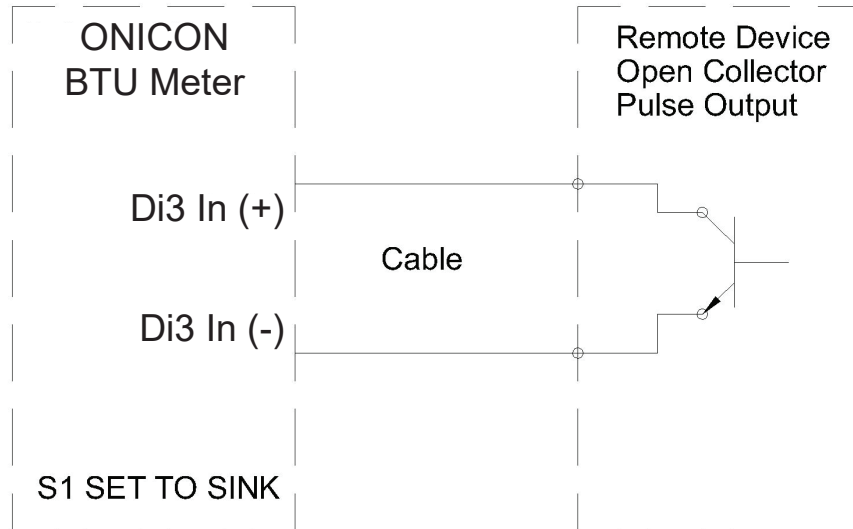 ONICON
BTU Meter
Remote Device
Open Collector
Pulse Output
Di3 In (+)
Cable
Di3 In (-)
S1 SET TO SINK